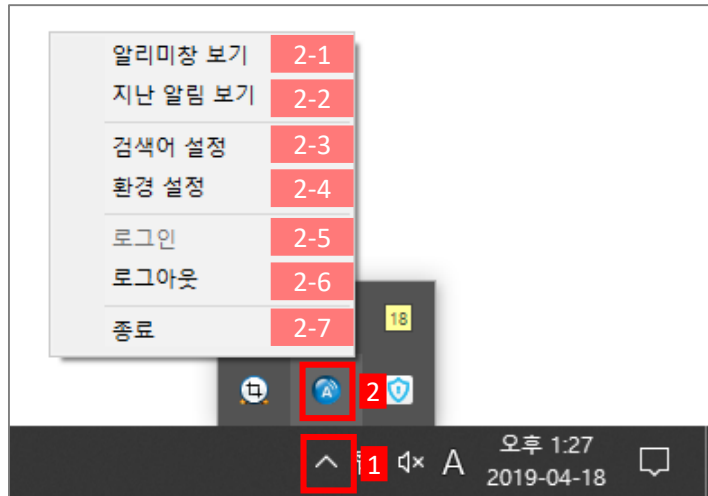 알리미창 보기 2-1
지난 알림 보기 2-2
검색어 설정 2-3
환경 설정 2-4
로그인 2-5
로그아웃 2-6
종료 2-7
18
A 2
1 A 오후 1:27
2019-04-18